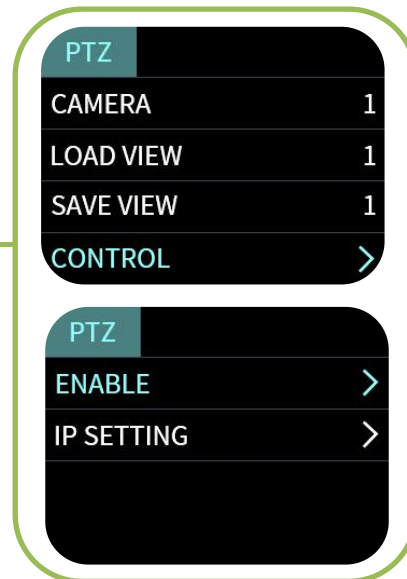 PTZ
CAMERA 1
LOAD VIEW 1
SAVE VIEW 1
CONTROL >
PTZ
ENABLE >
IP SETTING >